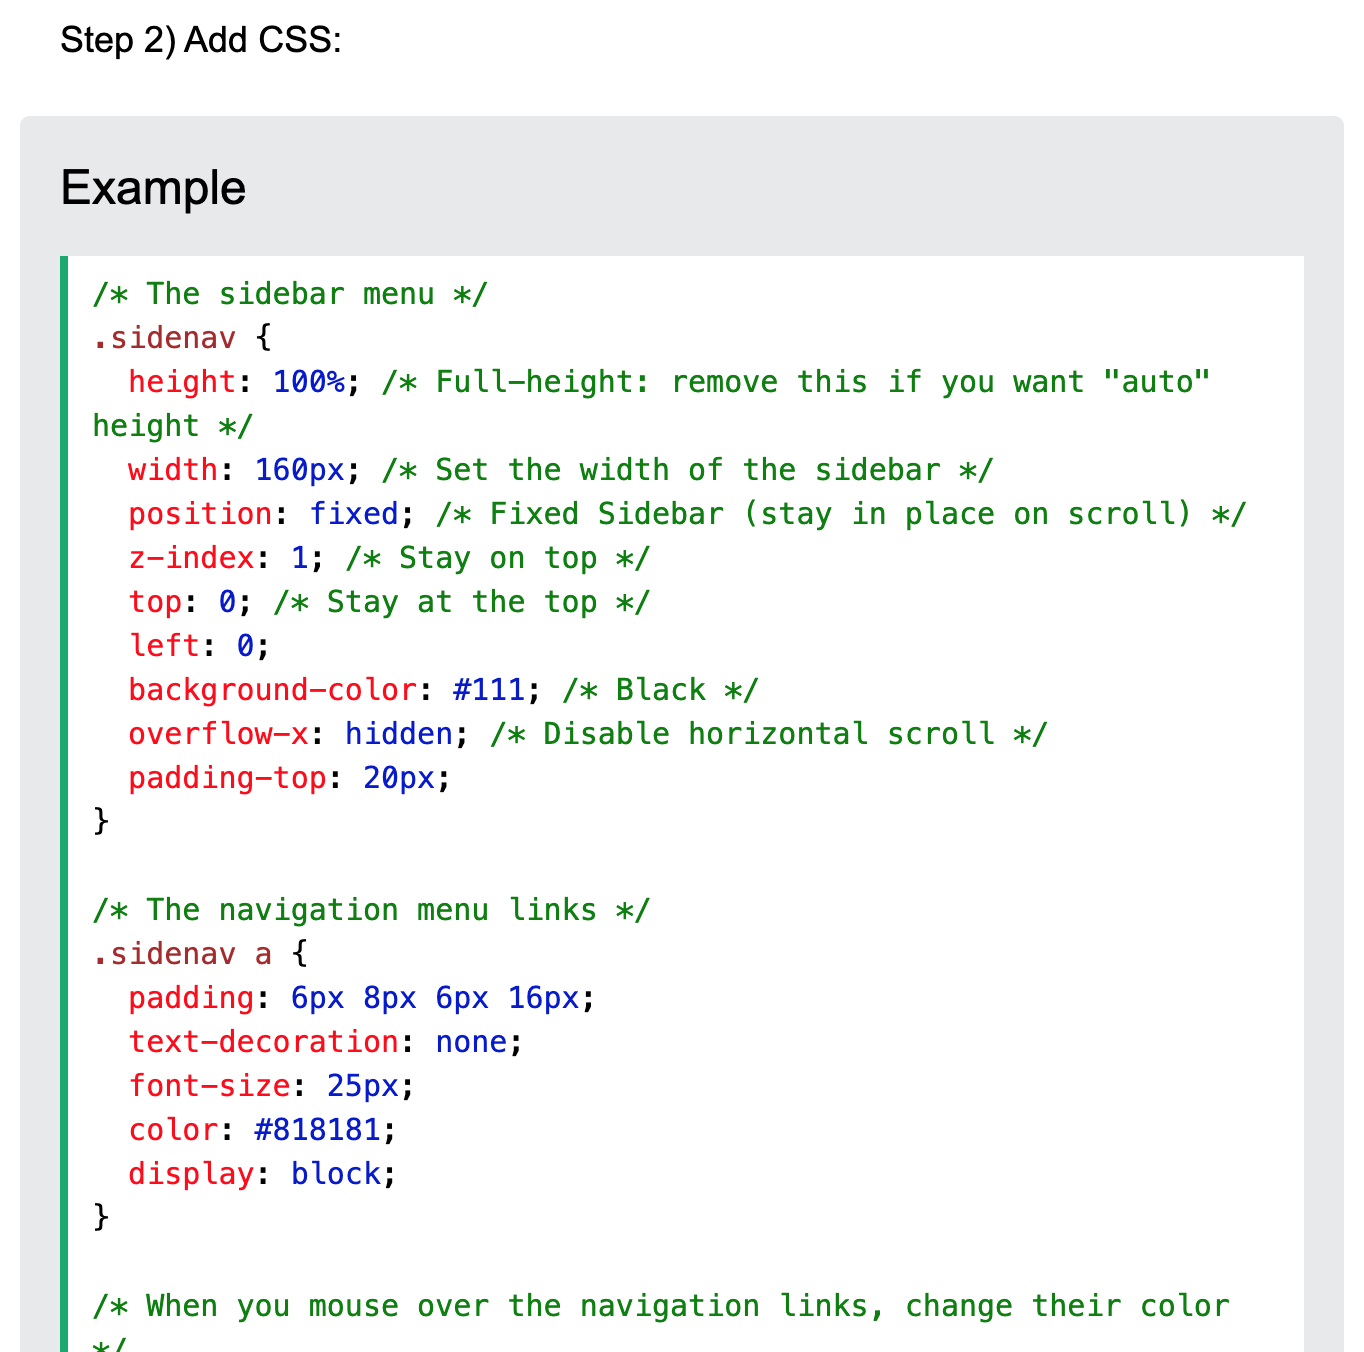 Step 2) Add CSS:
Example
/* The sidebar menu */
.sidenav {
  height: 100%; /* Full-height: remove this if you want "auto"
height */
  width: 160px; /* Set the width of the sidebar */
  position: fixed; /* Fixed Sidebar (stay in place on scroll) */
  z-index: 1; /* Stay on top */
  top: 0; /* Stay at the top */
  left: 0;
  background-color: #111; /* Black */
  overflow-x: hidden; /* Disable horizontal scroll */
  padding-top: 20px;
}

/* The navigation menu links */
.sidenav a {
  padding: 6px 8px 6px 16px;
  text-decoration: none;
  font-size: 25px;
  color: #818181;
  display: block;
}

/* When you mouse over the navigation links, change their color
*/